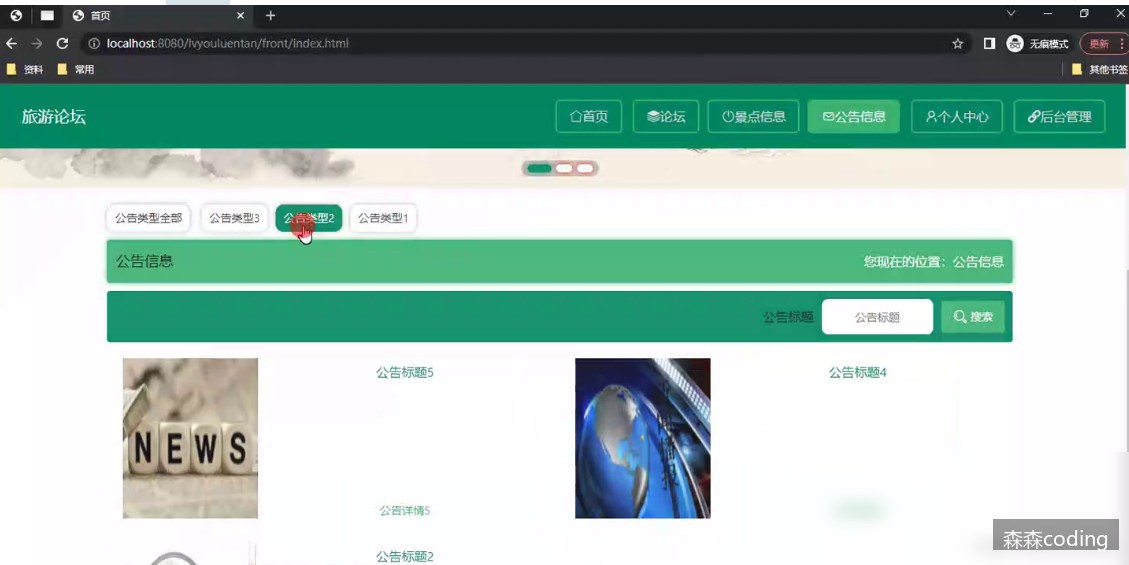 首页
localhost:8080/lvyouluentan/front/index.html
无痕模式
更新
资料
常用
其他书签
旅游论坛
首页
论坛
景点信息
公告信息
个人中心
后台管理
公告类型全部
公告类型3
公告类型2
公告类型1
公告信息
您现在的位置：公告信息
公告标题
公告标题
搜索
NEWS
公告标题5
公告标题4
公告详情5
公告标题2
森森coding